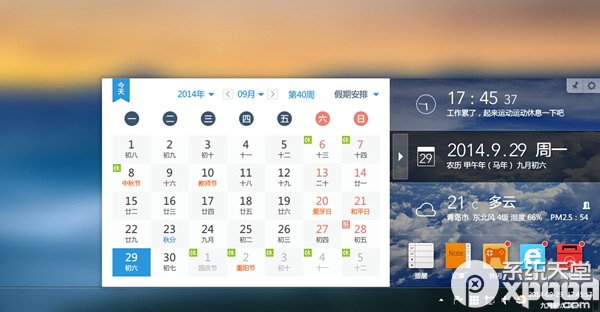 今天
2014年 09月 第40周 假期安排
一 二 三 四 五 六 日
休 休
1 2 3 4 5 6 7
初八 初九 初十 十一 十二 十三 十四
休
8 9 10 11 12 13 14
中秋节 十六 教师节 十八 十九 二十 廿一
15 16 17 18 19 20 21
廿二 廿三 廿四 廿五 廿六 爱牙日 和平日
班
22 23 24 25 26 27 28
廿九 秋分 九月 初二 初三 初四 初五
休 休 休 休 休
29 30 1 2 3 4 5
初六 初七 国庆节 重阳节 初十 十一 十二
17:45 37
工作累了，起来运动运动休息一下吧
29
2014.9.29 周一
农历 甲午年（马年） 九月初六
21℃ 多云
青岛市 东北风 4级 湿度 66%，PM2.5：54
Note
提醒
系统天堂
xpgod.com